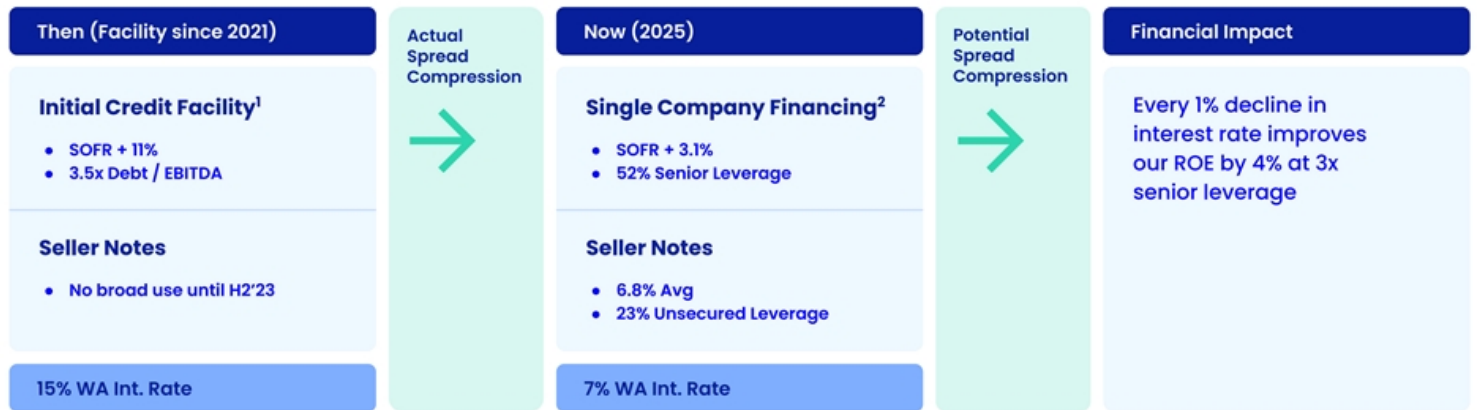 Then (Facility since 2021)
Initial Credit Facility¹
• SOFR + 11%
• 3.5x Debt / EBITDA
Seller Notes
• No broad use until H2'23
15% WA Int. Rate
Actual
Spread
Compression
Now (2025)
Single Company Financing²
• SOFR + 3.1%
• 52% Senior Leverage
Seller Notes
• 6.8% Avg
• 23% Unsecured Leverage
7% WA Int. Rate
Potential
Spread
Compression
Financial Impact
Every 1% decline in
interest rate improves
our ROE by 4% at 3x
senior leverage